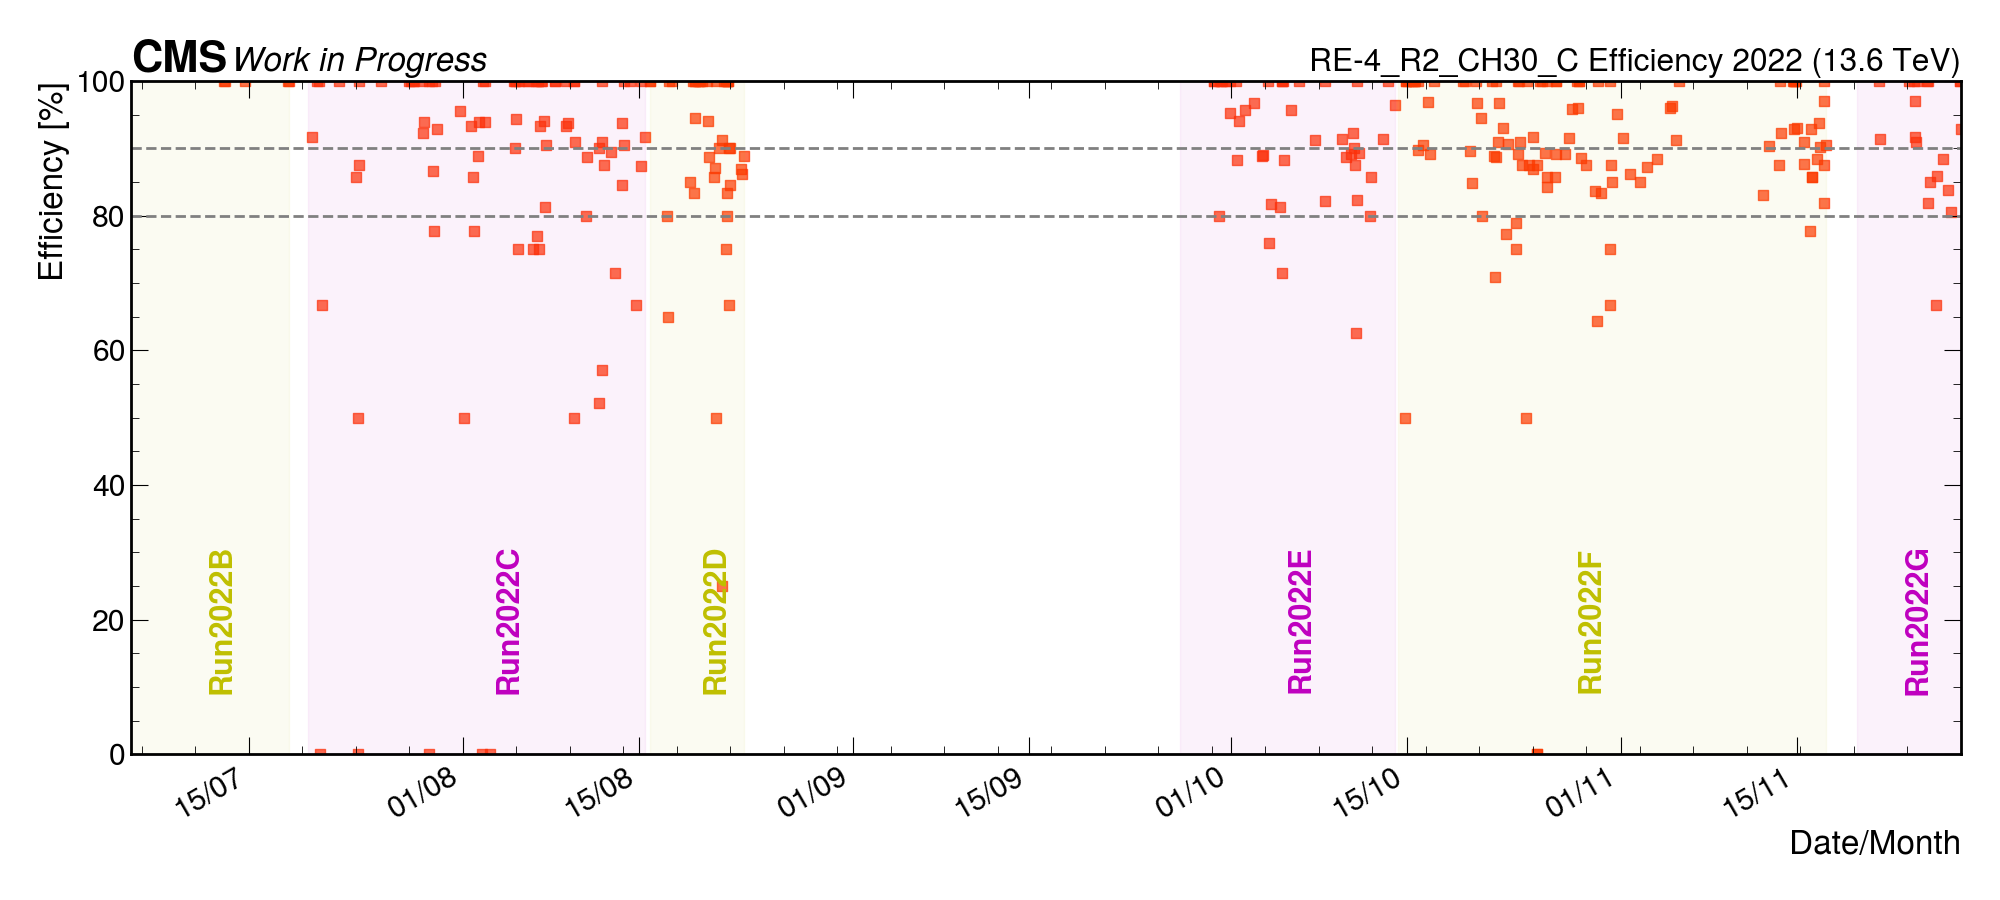 CMS Work in Progress
RE-4_R2_CH30_C Efficiency 2022 (13.6 TeV)
Efficiency [%]
100
80
60
40
20
0
Run2022B
Run2022C
Run2022D
Run2022E
Run2022F
Run2022G
15/07
01/08
15/08
01/09
15/09
01/10
15/10
01/11
15/11
Date/Month